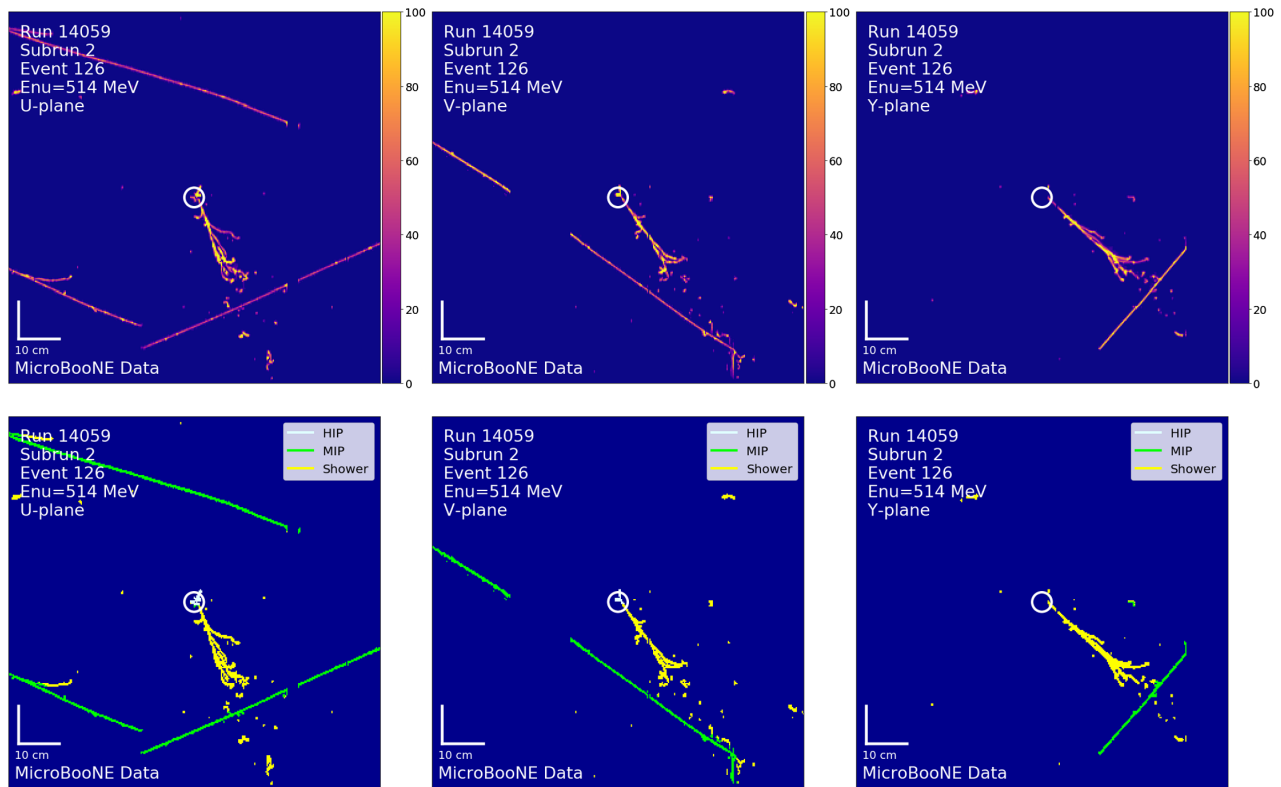 Run 14059
Subrun 2
Event 126
Enu=514 MeV
U-plane
10 cm
MicroBooNE Data
100
80
60
40
20
0
Run 14059
Subrun 2
Event 126
Enu=514 MeV
V-plane
10 cm
MicroBooNE Data
100
80
60
40
20
0
Run 14059
Subrun 2
Event 126
Enu=514 MeV
Y-plane
10 cm
MicroBooNE Data
100
80
60
40
20
0
Run 14059
Subrun 2
Event 126
Enu=514 MeV
U-plane
HIP
MIP
Shower
10 cm
MicroBooNE Data
Run 14059
Subrun 2
Event 126
Enu=514 MeV
V-plane
HIP
MIP
Shower
10 cm
MicroBooNE Data
Run 14059
Subrun 2
Event 126
Enu=514 MeV
Y-plane
HIP
MIP
Shower
10 cm
MicroBooNE Data